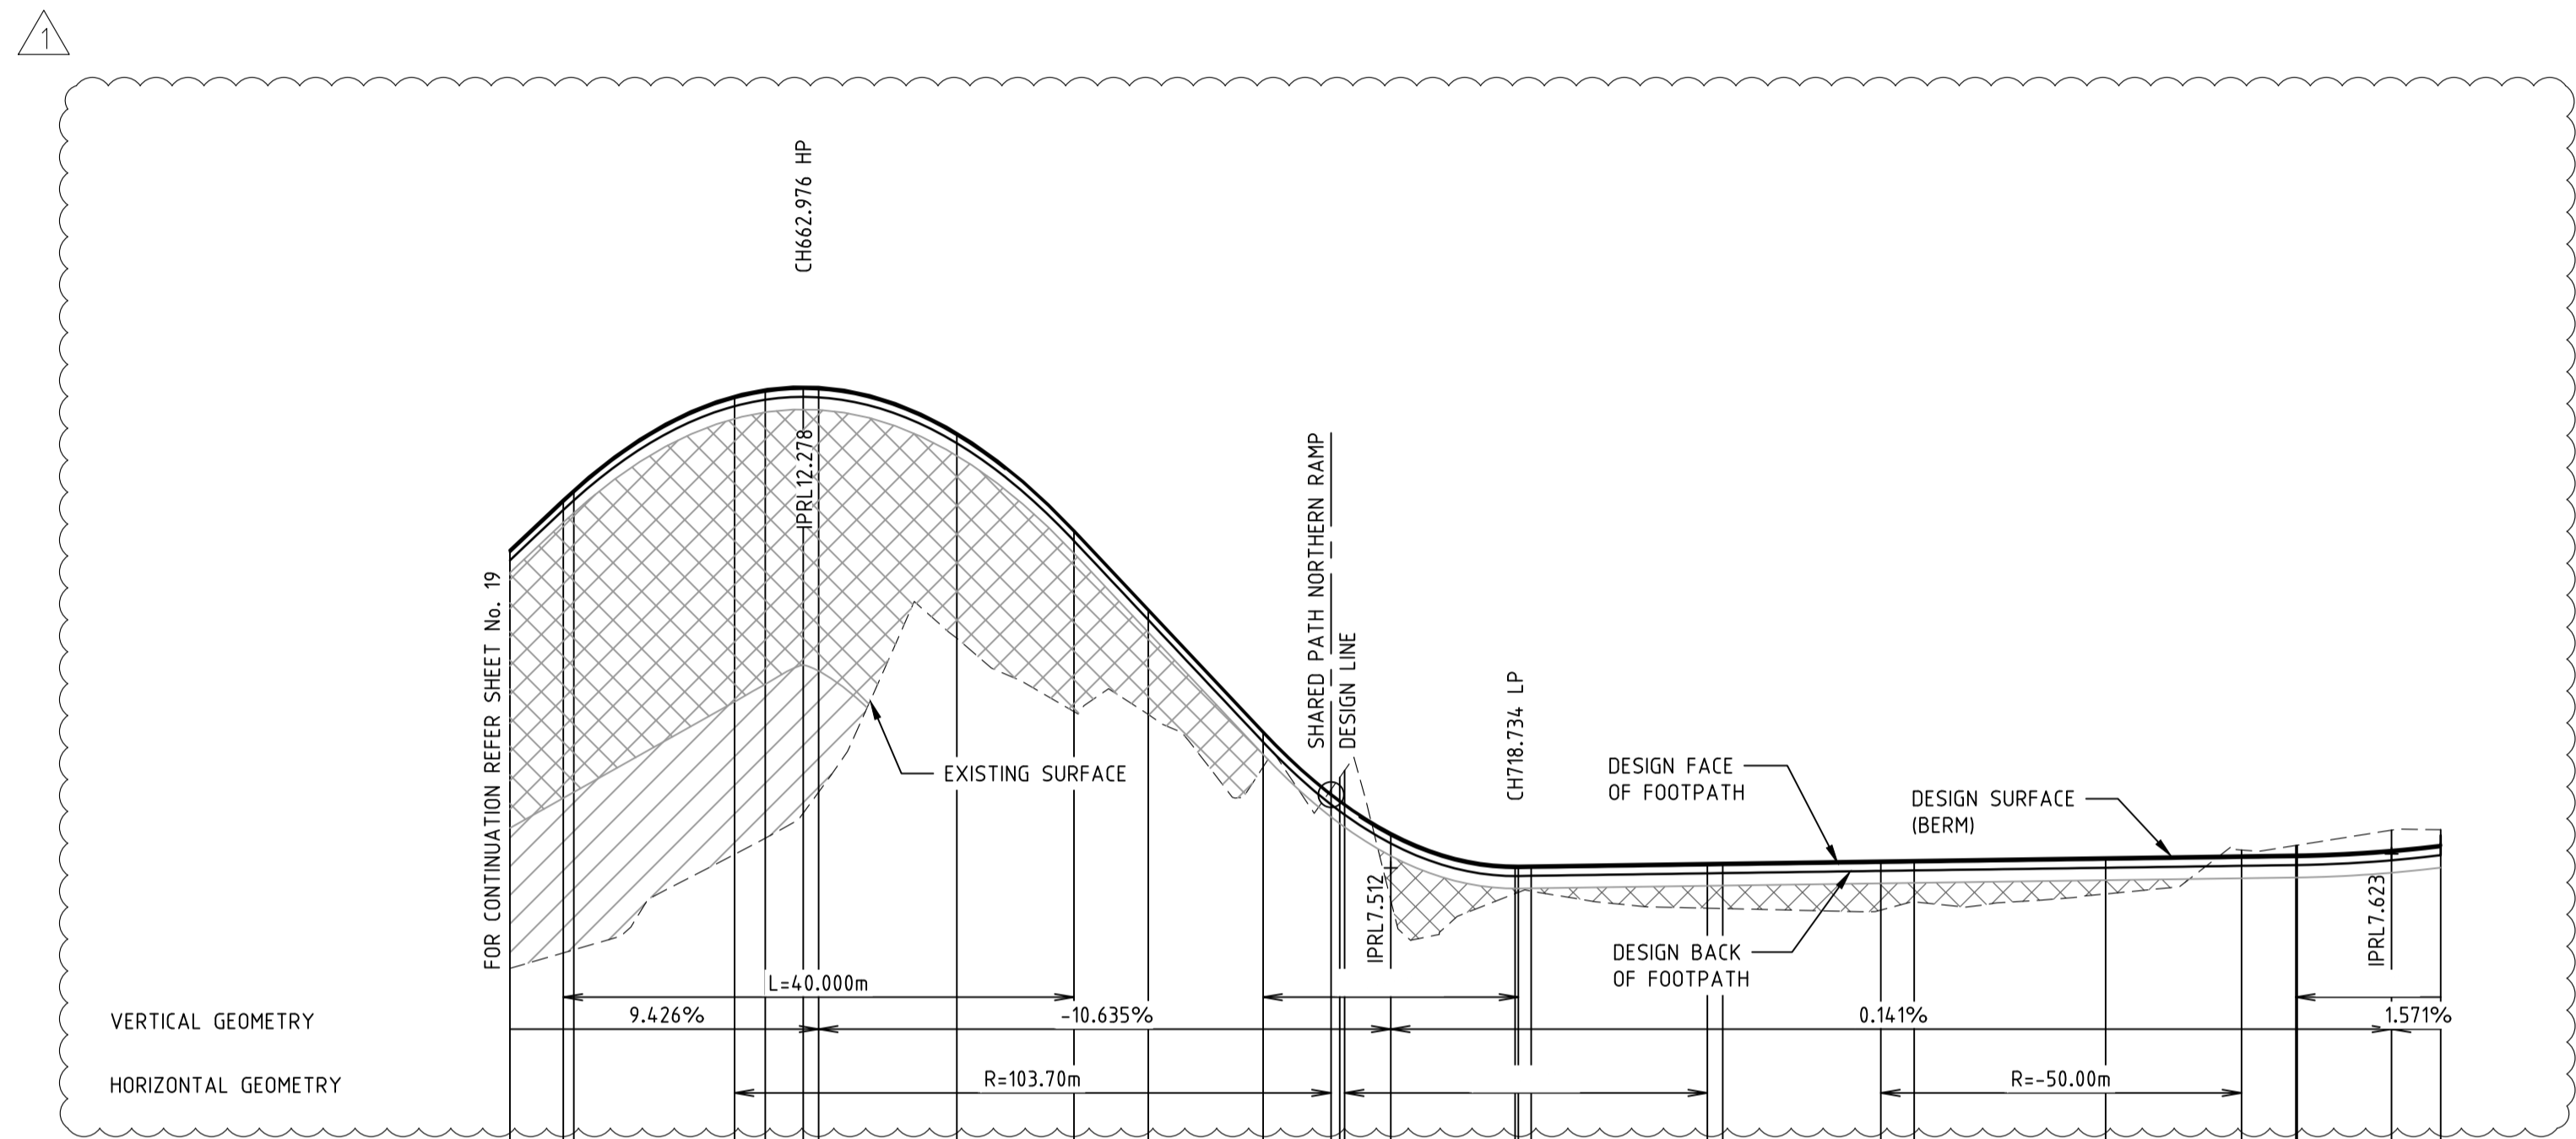 1
CH662.976 HP
IPRL12.278
FOR CONTINUATION REFER SHEET No. 19
EXISTING SURFACE
SHARED PATH NORTHERN RAMP
DESIGN LINE
IPRL7.512
CH718.734 LP
DESIGN FACE
OF FOOTPATH
DESIGN SURFACE
(BERM)
DESIGN BACK
OF FOOTPATH
IPRL7.623
L=40.000m
VERTICAL GEOMETRY
9.426%
-10.635%
0.141%
1.571%
HORIZONTAL GEOMETRY
R=103.70m
R=-50.00m